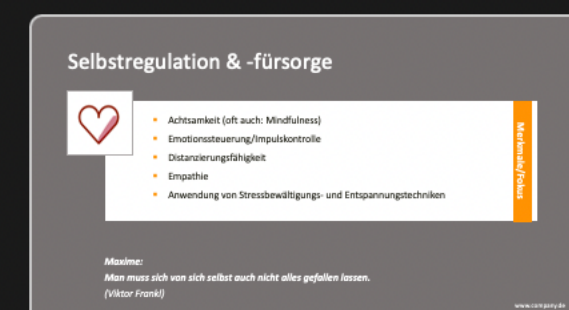 Selbstregulation & -fürsorge
Achtsamkeit (oft auch: Mindfulness)
Emotionssteuerung/Impulskontrolle
Distanzierungsfähigkeit
Empathie
Anwendung von Stressbewältigungs- und Entspannungstechniken
Merkmale/Fokus
Maxime:
Man muss sich von sich selbst auch nicht alles gefallen lassen.
(Viktor Frankl)
www.company.de